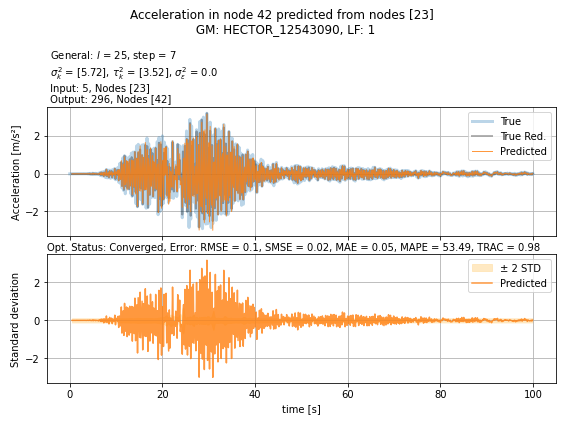 Acceleration in node 42 predicted from nodes [23]
GM: HECTOR_12543090, LF: 1
General: l = 25, step = 7
σ²ₖ = [5.72], τ²ₖ = [3.52], σ²ₑ = 0.0
Input: 5, Nodes [23]
Output: 296, Nodes [42]
True
True Red.
Predicted
Acceleration [m/s²]
2
0
−2
Opt. Status: Converged, Error: RMSE = 0.1, SMSE = 0.02, MAE = 0.05, MAPE = 53.49, TRAC = 0.98
± 2 STD
Predicted
Standard deviation
2
0
−2
0 20 40 60 80 100
time [s]